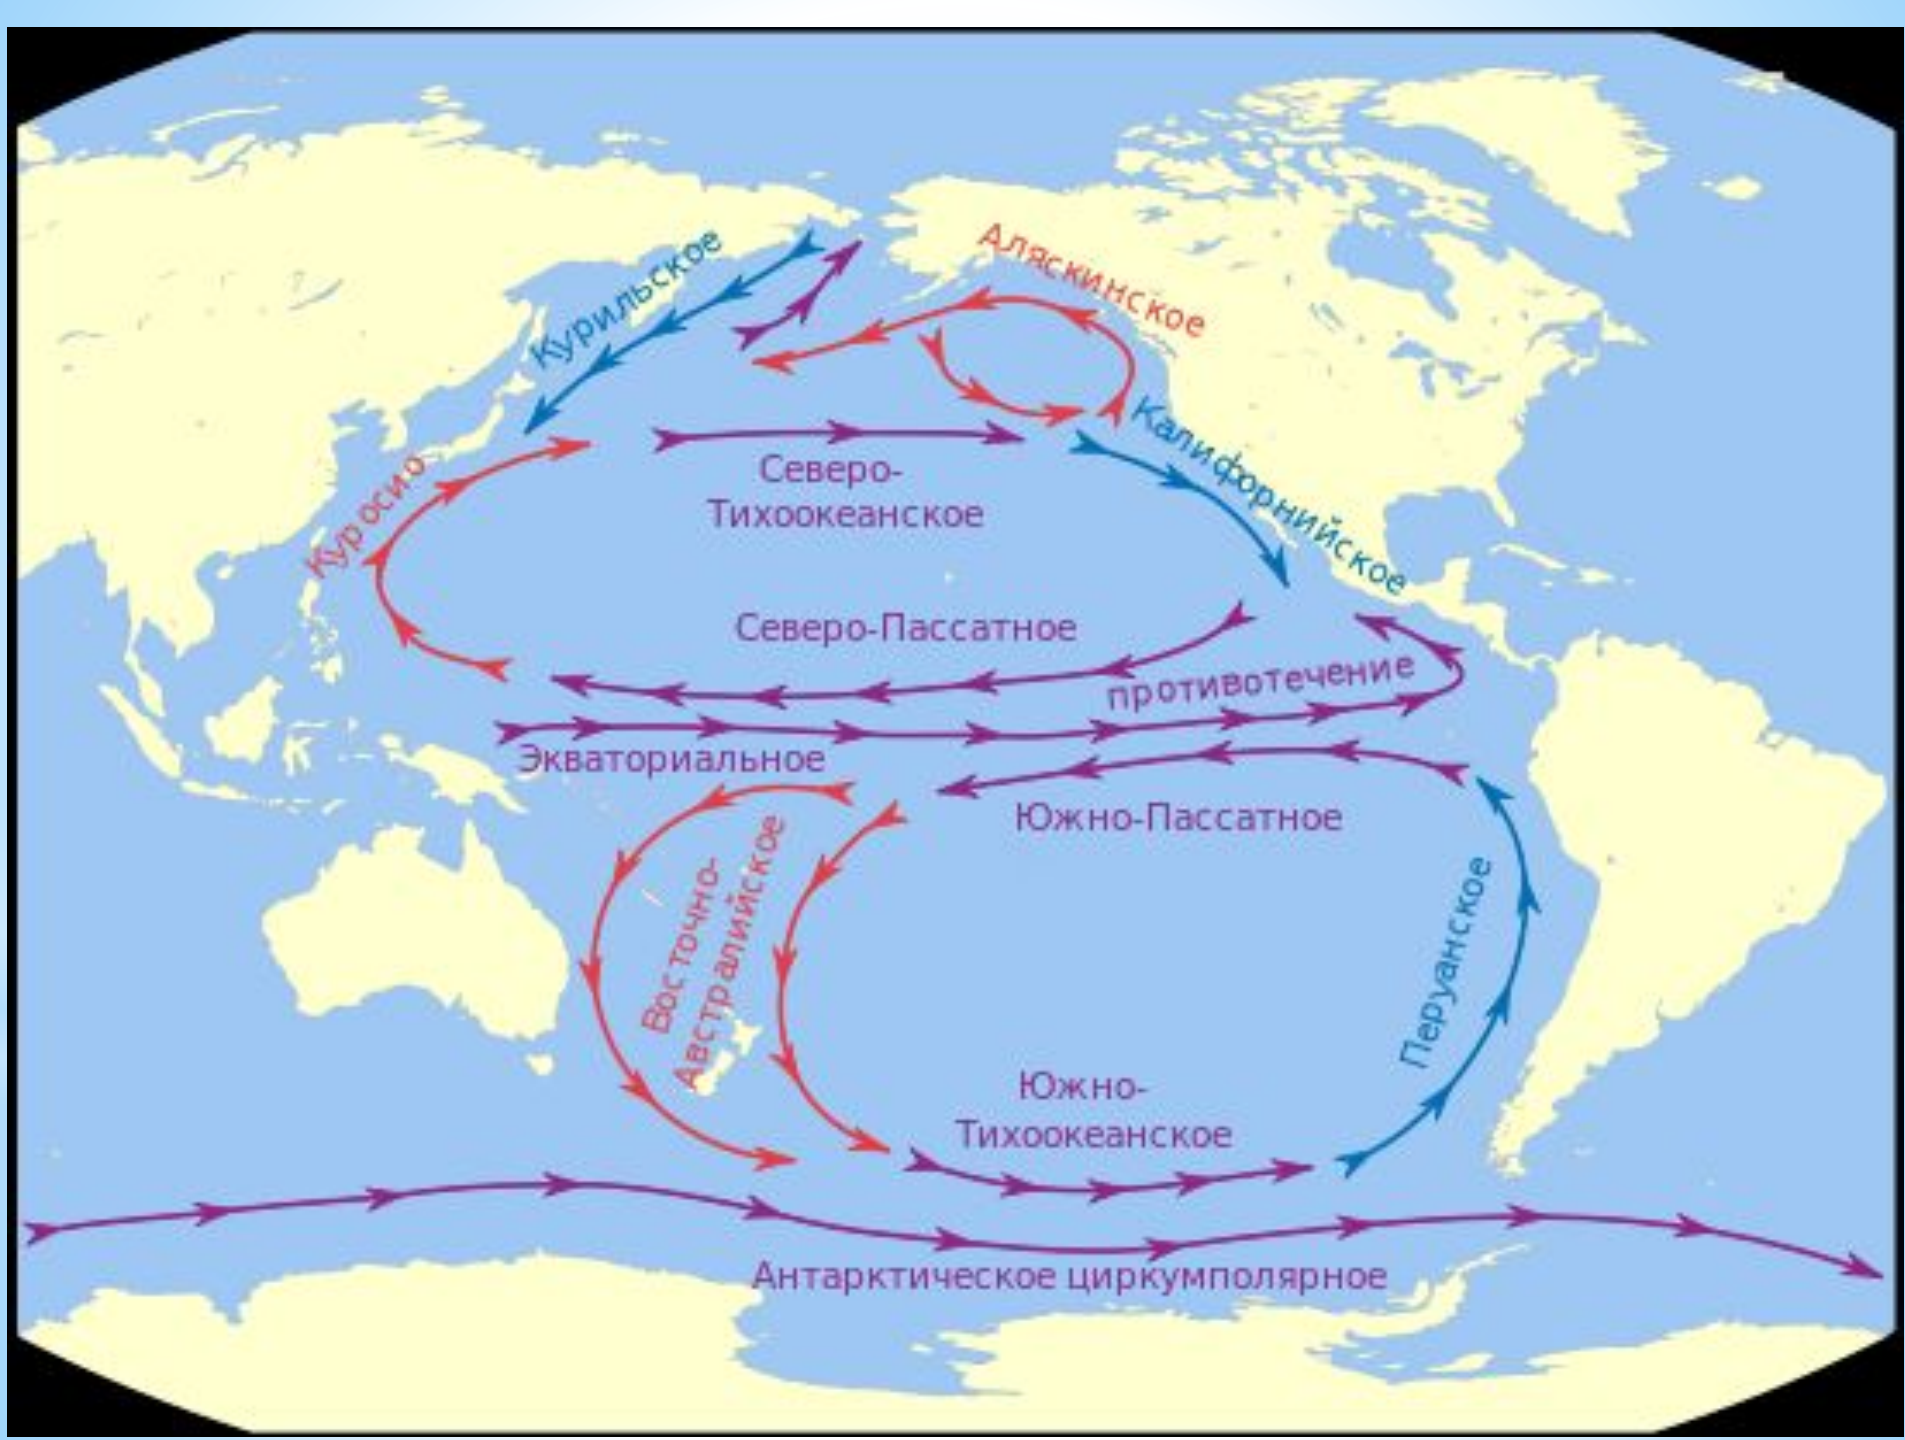 Курильское
Аляскинское
Куросио
Калифорнийское
Северо-
Тихоокеанское
Северо-Пассатное
противотечение
Экваториальное
Южно-Пассатное
Восточно-
Австралийское
Перуанское
Южно-
Тихоокеанское
Антарктическое циркумполярное